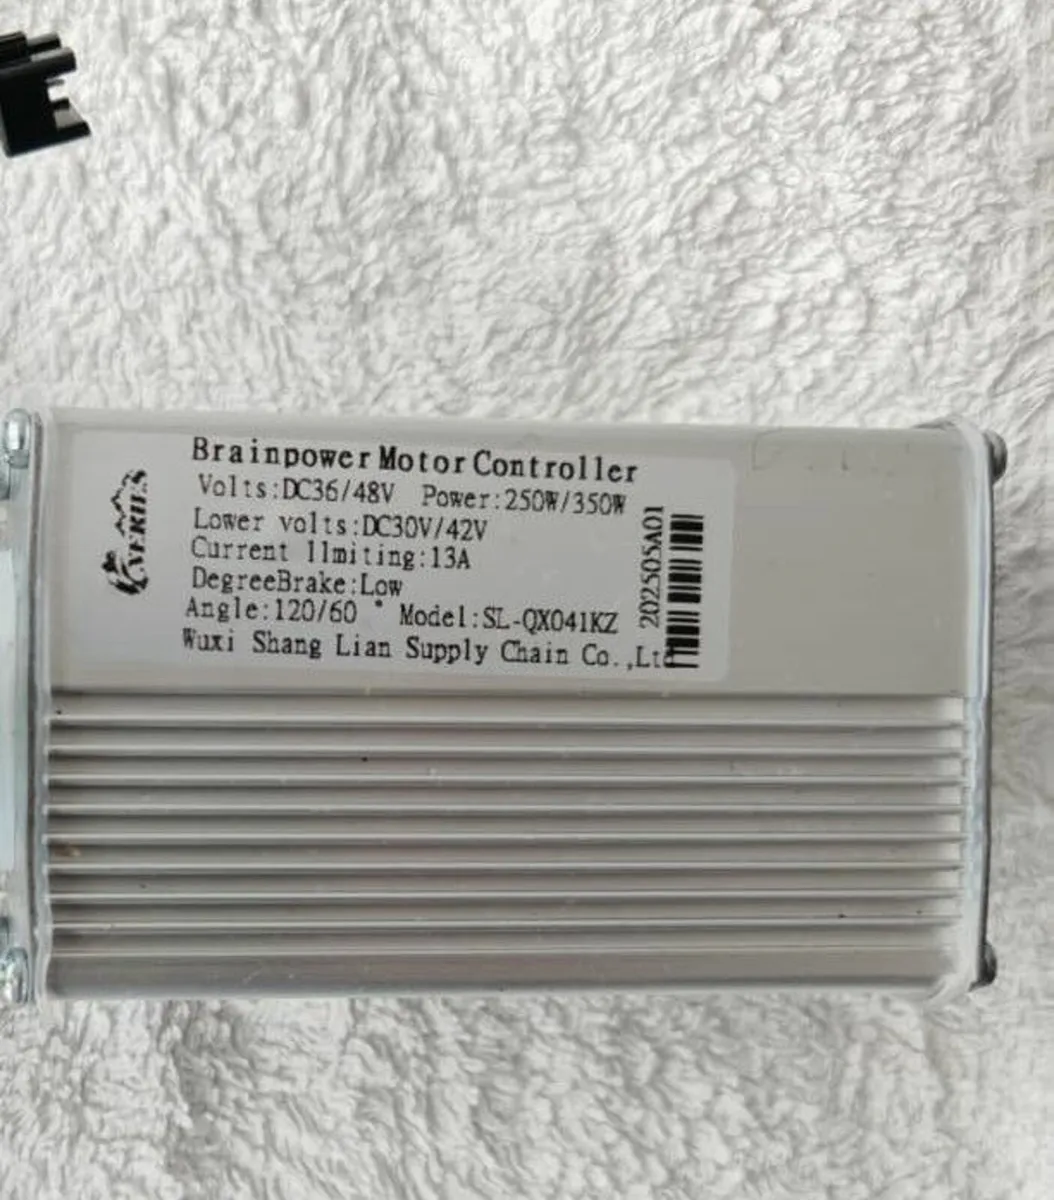 Brainpower Motor Controller
Volts:DC36/48V Power:250W/350W
Lower volts:DC30V/42V
Current llmiting:13A
DegreeBrake:Low
Angle:120/60 ° Model:SL-QX041KZ
Wuxi Shang Lian Supply Chain Co.,Ltd
202505A01